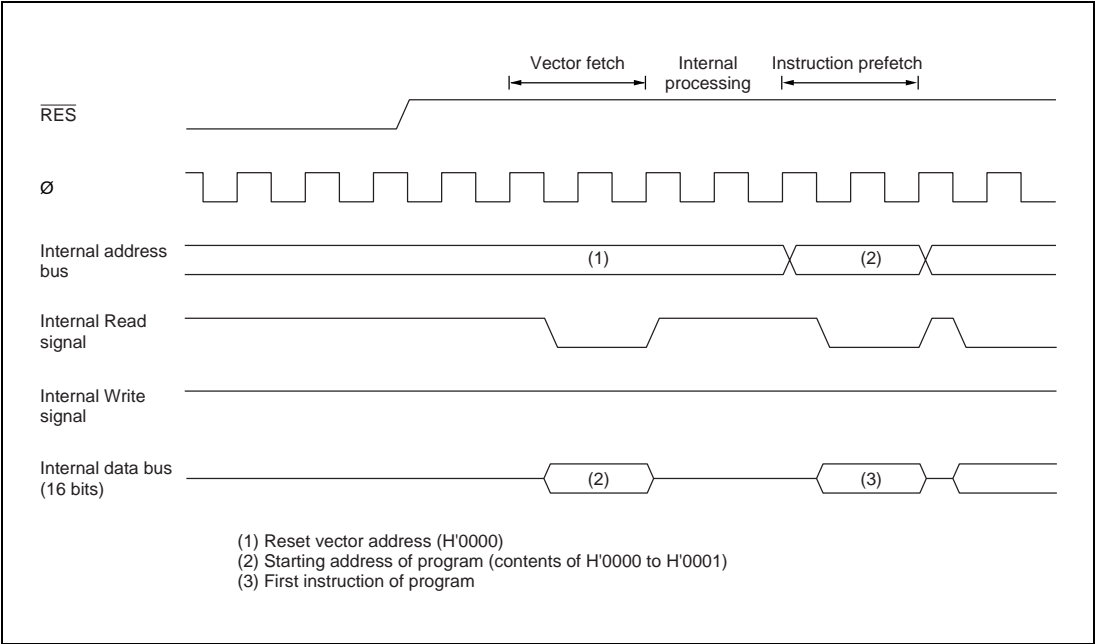 Vector fetch
Internal
processing
Instruction prefetch
RES
Ø
Internal address
bus
(1)
(2)
Internal Read
signal
Internal Write
signal
Internal data bus
(16 bits)
(2)
(3)
(1) Reset vector address (H'0000)
(2) Starting address of program (contents of H'0000 to H'0001)
(3) First instruction of program